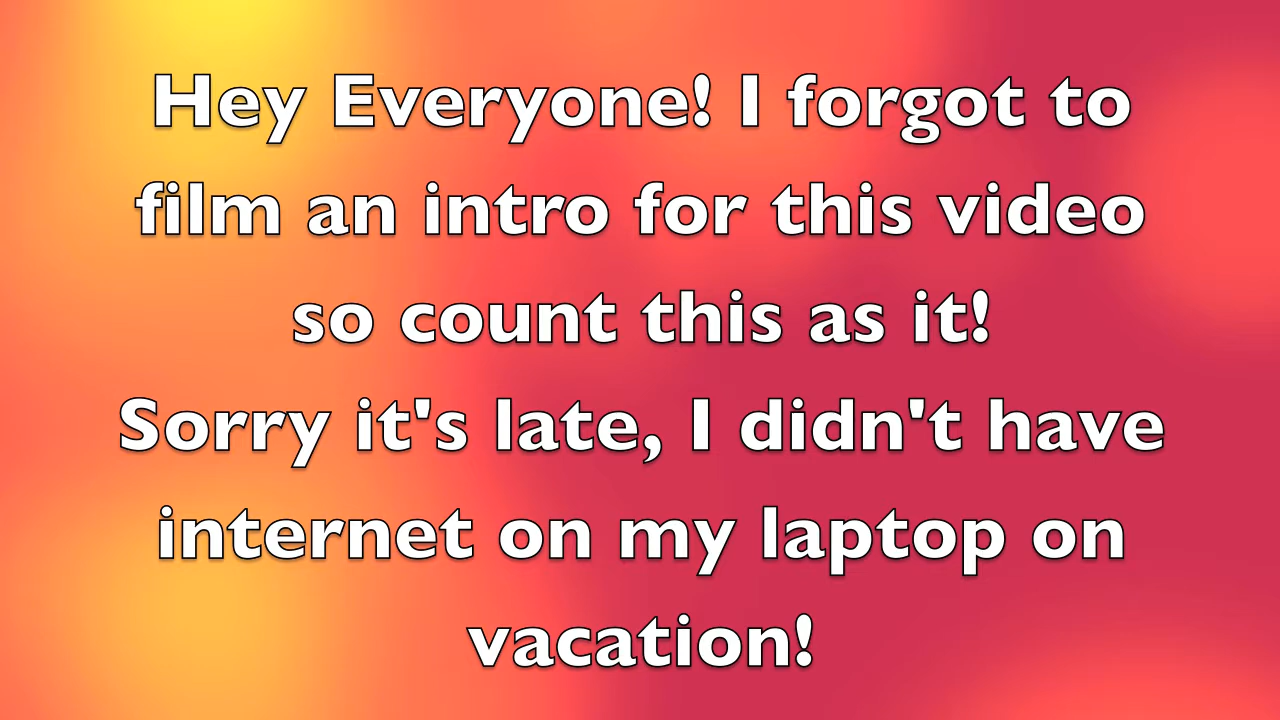 Hey Everyone! I forgot to
film an intro for this video
so count this as it!
Sorry it's late, I didn't have
internet on my laptop on
vacation!